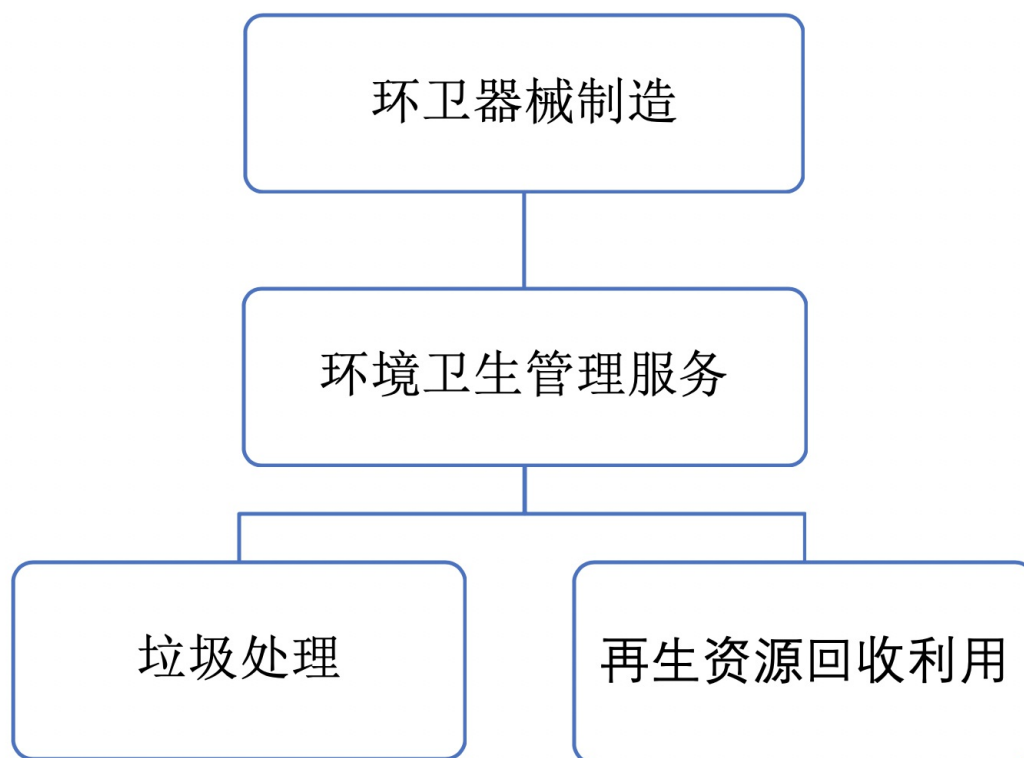 环卫器械制造
环境卫生管理服务
垃圾处理
再生资源回收利用